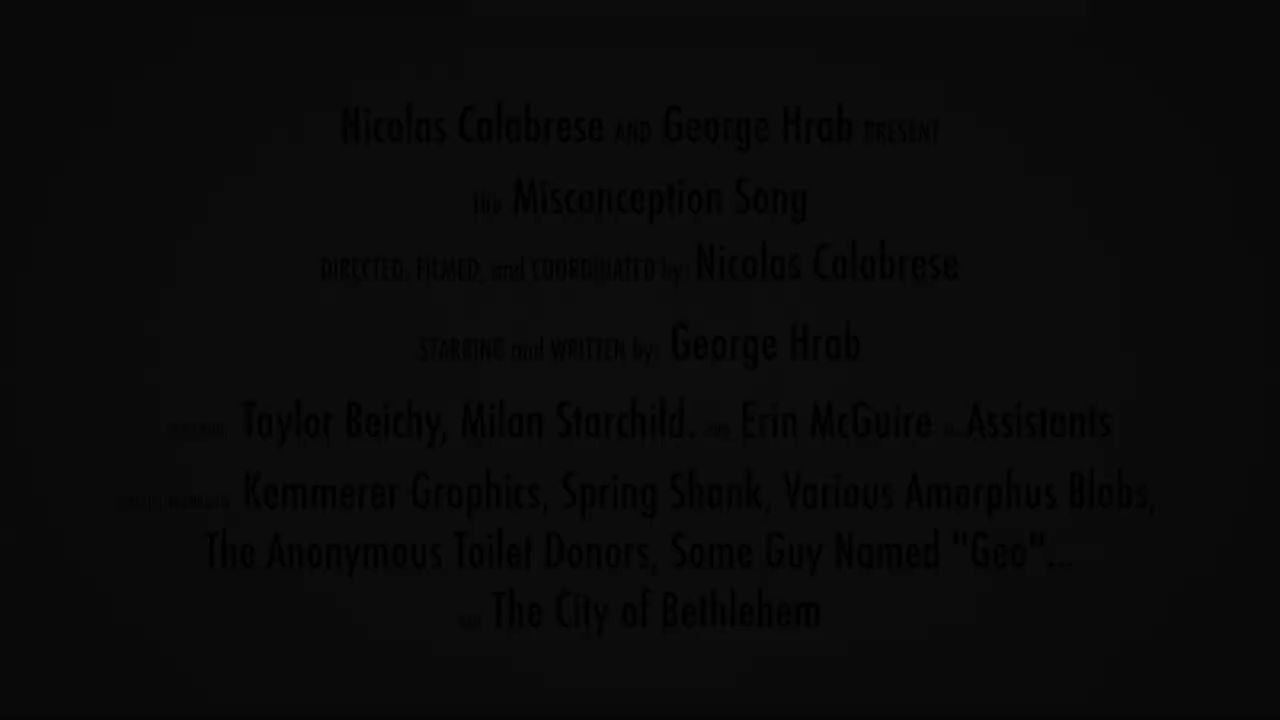 Nicolas Calabrese AND George Hrab PRESENT
the Misconception Song
DIRECTED, FILMED, and COORDINATED by: Nicolas Calabrese
STARRING and WRITTEN by: George Hrab
Taylor Beichy, Milan Starchild. Erin McGuire Assistants
Kammerer Graphics, Spring Shank, Various Amorphus Blobs,
The Anonymous Toilet Donors, Some Guy Named "Geo"...
The City of Bethlehem